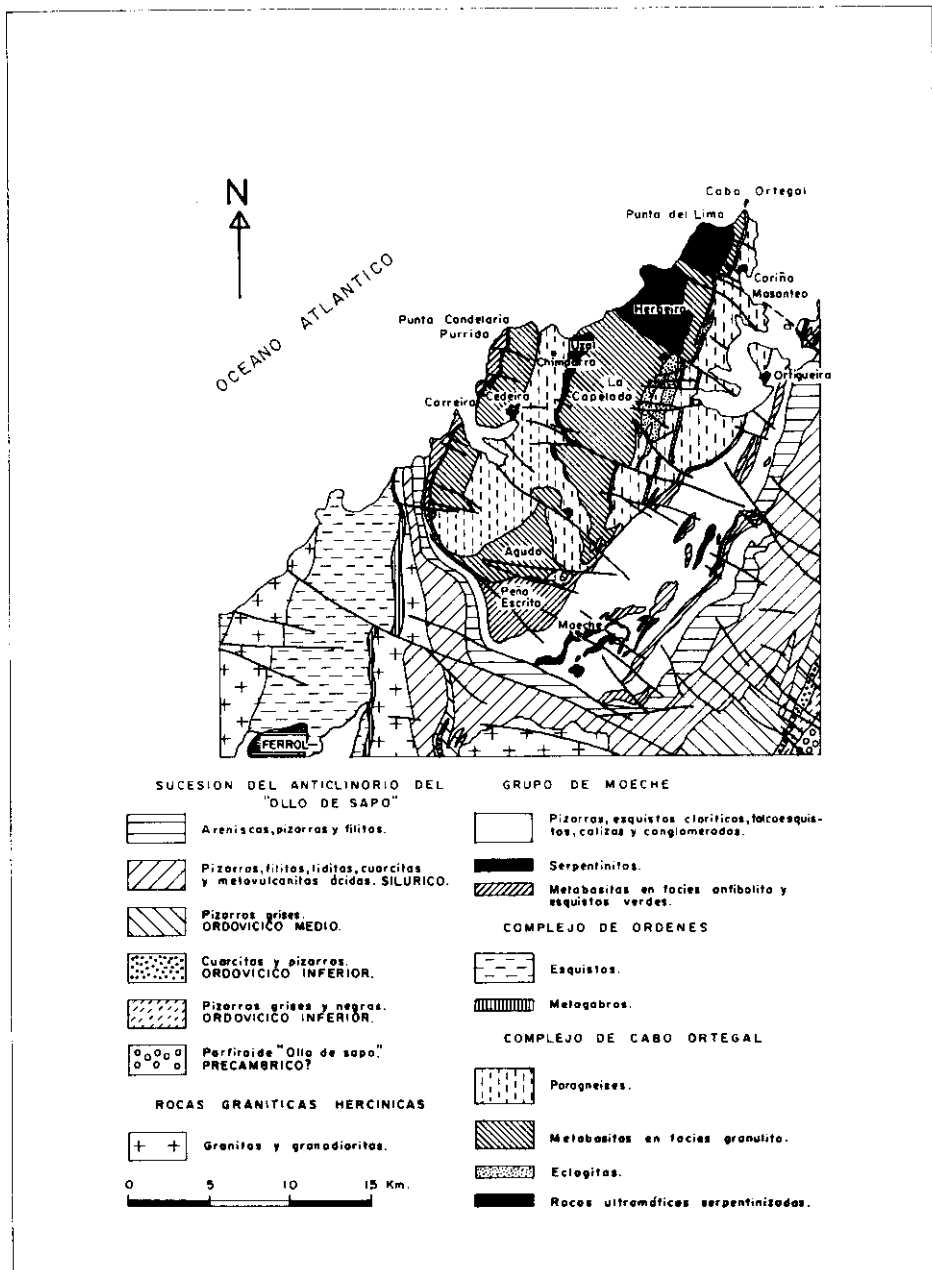 N
OCEANO ATLANTICO
Cabo Ortegal
Punta del Lima
Cariño
Masanteo
Herbeira
Punta Candelaria
Purrido
Uzal
Chimparra
Ortigueira
La
Capelada
Cedeira
Carreira
Aguda
Peña
Escrita
Moeche
FERROL
SUCESION DEL ANTICLINORIO DEL
"OLLO DE SAPO"
Areniscas, pizarras y filitas.
Pizarras, filitas, liditas, cuarcitas
y metavulcanitas ácidas. SILURICO.
Pizarras grises.
ORDOVICICO MEDIO.
Cuarcitas y pizarras.
ORDOVICICO INFERIOR.
Pizarras grises y negras.
ORDOVICICO INFERIOR.
Porfiroide "Ollo de sapo".
PRECAMBRICO?
ROCAS GRANITICAS HERCINICAS
Granitos y granodioritas.
0 5 10 15 Km.
GRUPO DE MOECHE
Pizarras, esquistos cloríticos, talcoesquis-
tos, calizas y conglomerados.
Serpentinitas.
Metabasitas en facies anfibolita y
esquistos verdes.
COMPLEJO DE ORDENES
Esquistos.
Metagabros.
COMPLEJO DE CABO ORTEGAL
Paragneises.
Metabasitas en facies granulita.
Eclogitas.
Rocas ultramáficas serpentinizadas.